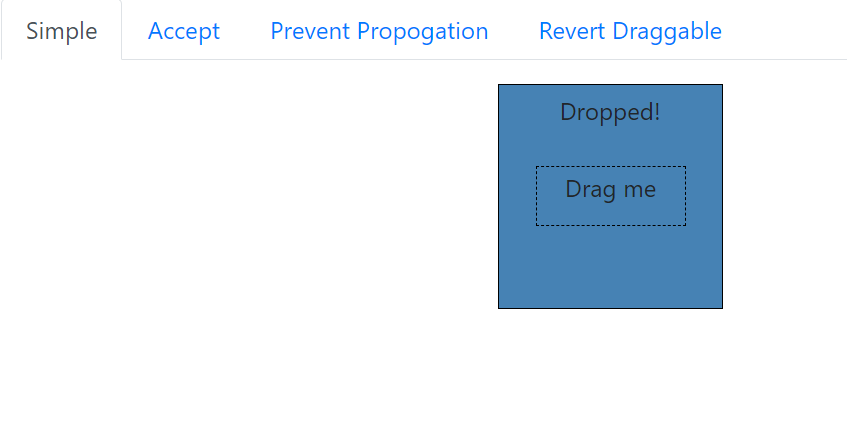 Simple Accept Prevent Propogation Revert Draggable
Dropped!
Drag me